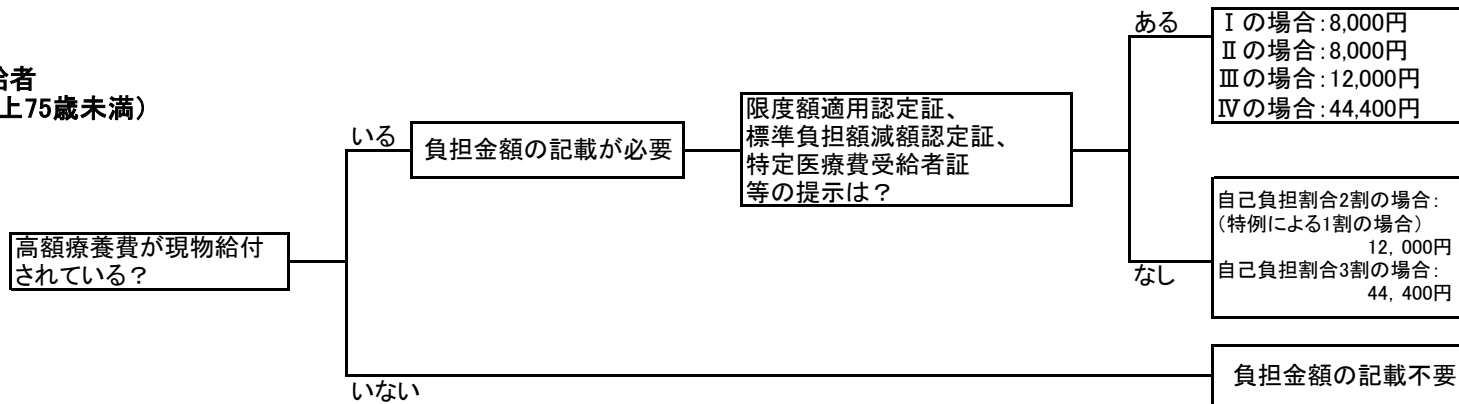 給者
上75歳未満）
高額療養費が現物給付
されている？
いる
負担金額の記載が必要
限度額適用認定証、
標準負担額減額認定証、
特定医療費受給者証
等の提示は？
ある
Ⅰの場合：8,000円
Ⅱの場合：8,000円
Ⅲの場合：12,000円
Ⅳの場合：44,400円
なし
自己負担割合2割の場合：
（特例による1割の場合）
12，000円
自己負担割合3割の場合：
44，400円
いない
負担金額の記載不要